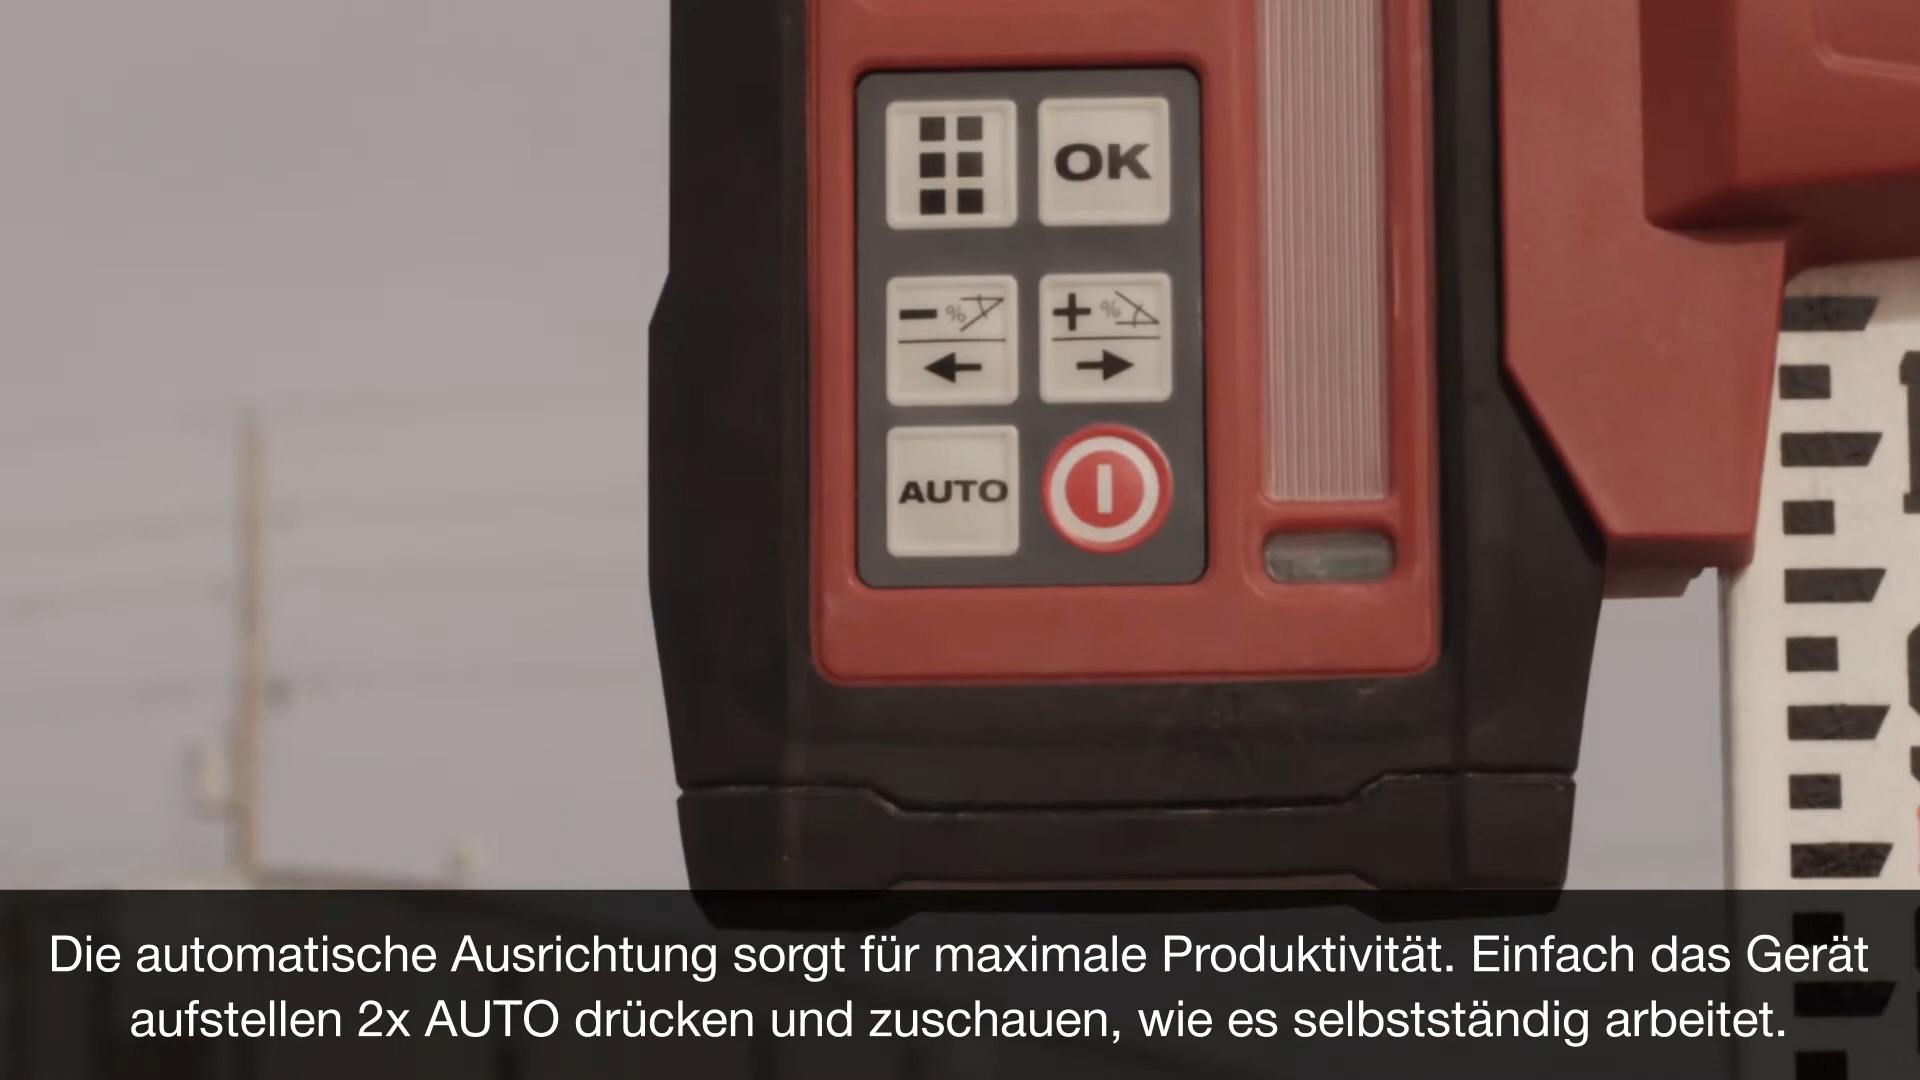 OK
− %
+ %
AUTO
Die automatische Ausrichtung sorgt für maximale Produktivität. Einfach das Gerät
aufstellen 2x AUTO drücken und zuschauen, wie es selbstständig arbeitet.